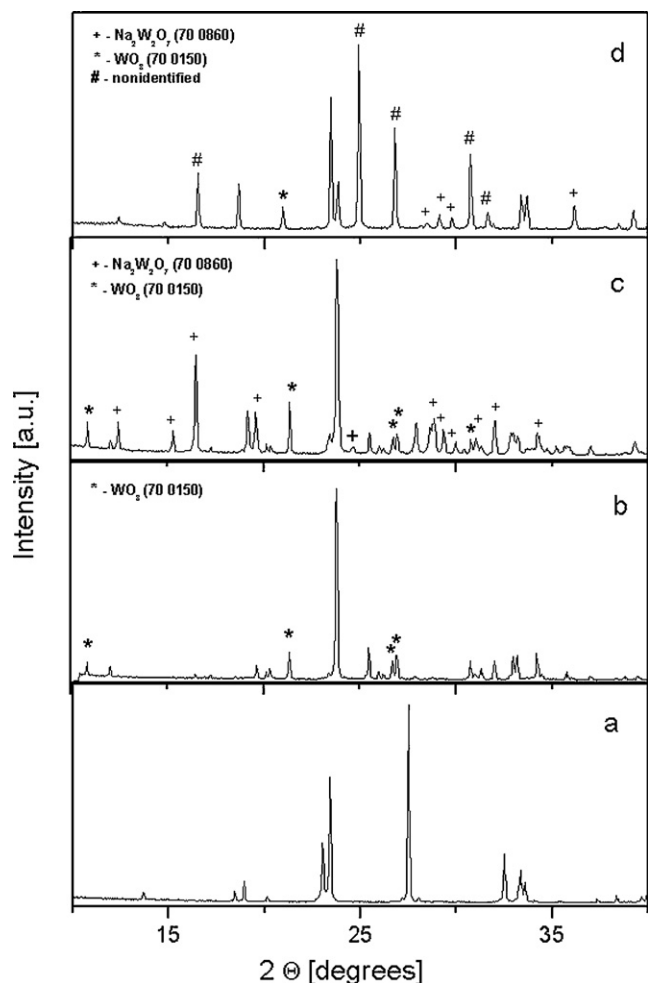 + - Na₂W₂O₇ (70 0860)
* - WO₃ (70 0150)
# - nonidentified
d
#
#
#
#
#
*
+
+
+
+
+ - Na₂W₂O₇ (70 0860)
* - WO₃ (70 0150)
c
*
+
+
+
+
*
+
*
*
+
+
+
*
+
+
+
* - WO₃ (70 0150)
b
*
*
*
*
a
Intensity [a.u.]
15 25 35
2 Θ [degrees]